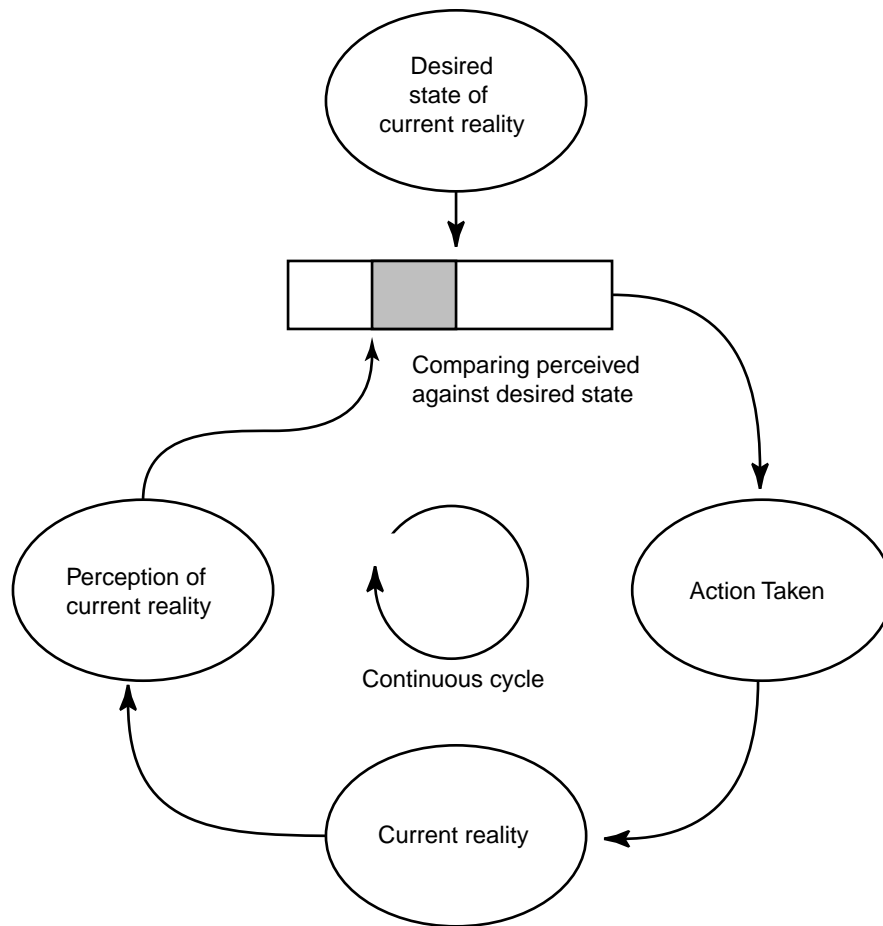 Desired
state of
current reality
Comparing perceived
against desired state
Perception of
current reality
Action Taken
Continuous cycle
Current reality